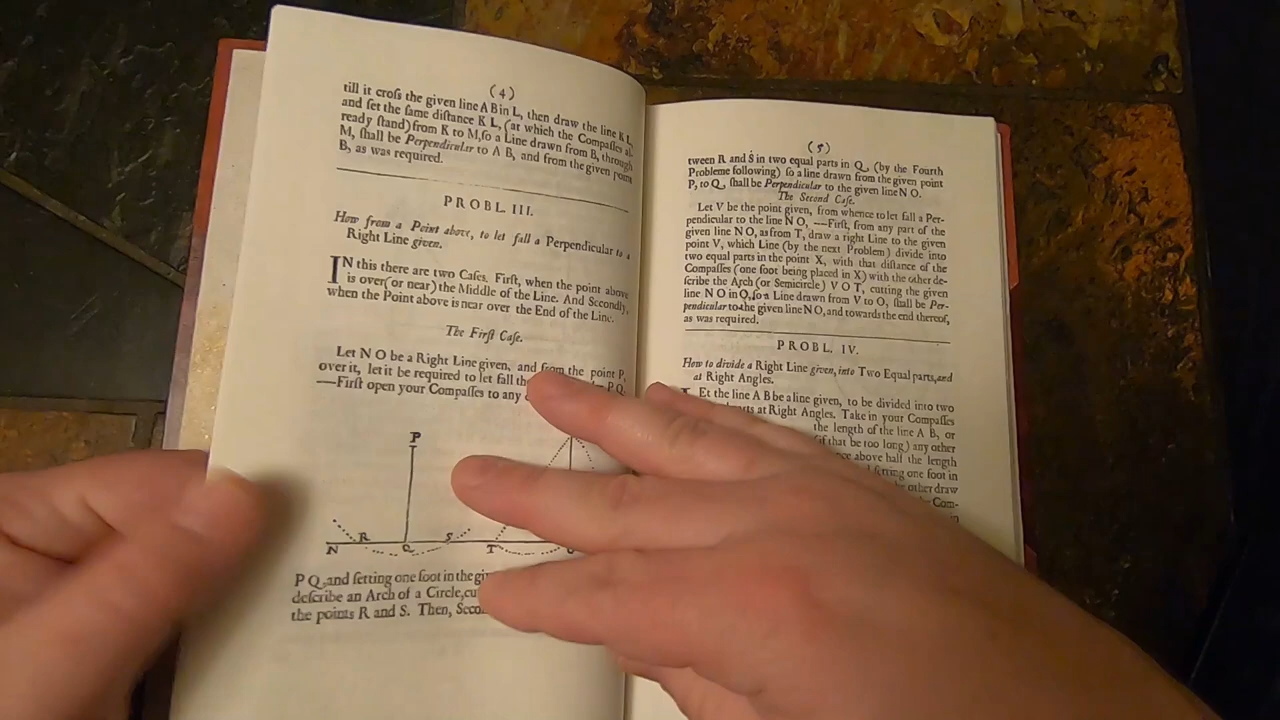 (4)
till it croſs the given line A B in L, then draw the line K L,
and ſet the ſame diſtance K L, (at which the Compaſſes al-
ready ſtand) from K to M, ſo a Line drawn from B, through
M, ſhall be Perpendicular to A B, and from the given point
B, as was required.
PROBL. III.
How from a Point above, to let fall a Perpendicular to a
Right Line given.
IN this there are two Caſes. Firſt, when the point above
is over (or near) the Middle of the Line. And Secondly,
when the Point above is near over the End of the Line.
The Firſt Caſe.
Let N O be a Right Line given, and from the point P,
over it, let it be required to let fall the P Q.
—Firſt open your Compaſſes to any
P
R S
N Q T
P Q, and ſetting one foot in the
deſcribe an Arch of a Circle,
the points R and S. Then,
(5)
tween R and S in two equal parts in Q, (by the Fourth
Probleme following) ſo a line drawn from the given point
P, to Q, ſhall be Perpendicular to the given line N O.
The Second Caſe.
Let V be the point given, from whence to let fall a Per-
pendicular to the line N O, —Firſt, from any part of the
given line N O, as from T, draw a right Line to the given
point V, which Line (by the next Problem) divide into
two equal parts in the point X, with that diſtance of the
Compaſſes (one foot being placed in X) with the other de-
ſcribe the Arch (or Semicircle) V O T, cutting the given
line N O in O, ſo a Line drawn from V to O, ſhall be Per-
pendicular to the given line N O, and towards the end thereof,
as was required.
PROBL. IV.
How to divide a Right Line given, into Two Equal parts, and
at Right Angles.
Et the line A B be a line given, to be divided into two
at Right Angles. Take in your Compaſſes
the length of the line A B, or
(if that be too long) any other
above half the length
ſetting one foot in
other draw
Com-
in